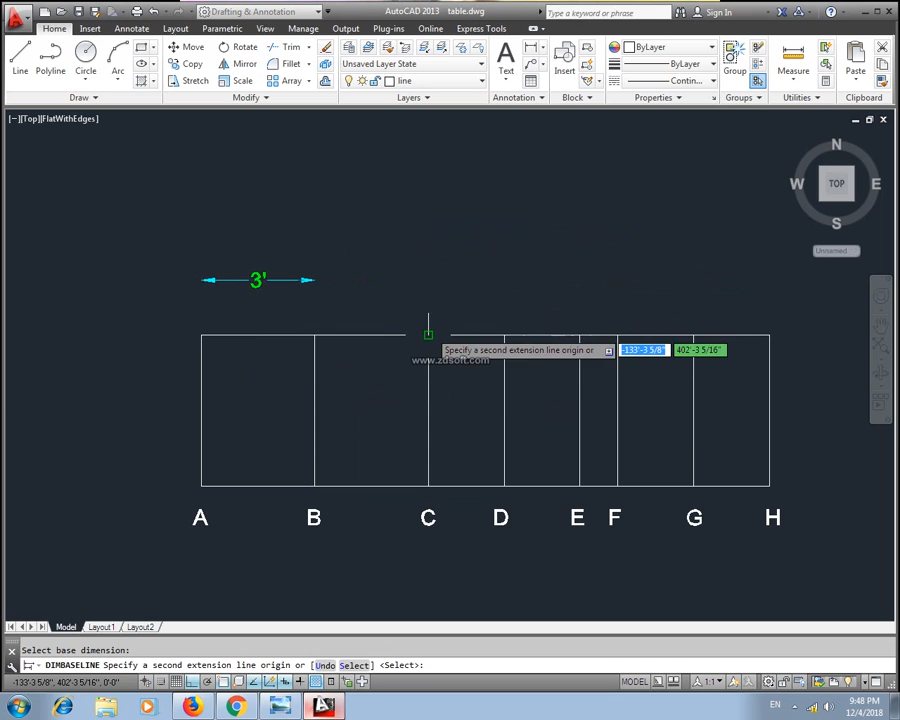 Drafting & Annotation
AutoCAD 2013 table.dwg
Type a keyword or phrase
Sign In
Home Insert Annotate Layout Parametric View Manage Output Plug-ins Online Express Tools
Line Polyline Circle Arc
Move Rotate Trim
Copy Mirror Fillet
Stretch Scale Array
Unsaved Layer State
line
Text
Insert
ByLayer
ByLayer
Contin...
Group
Measure
Paste
Draw Modify Layers Annotation Block Properties Groups Utilities Clipboard
[−][Top][FlatWithEdges]
N
W TOP E
S
Unnamed
3'
Specify a second extension line origin or -133'-3 5/8" 402'-3 5/16"
www.zdsoft.com
A B C D E F G H
Model Layout1 Layout2
Select base dimension:
DIMBASELINE Specify a second extension line origin or [Undo Select] <Select>:
-133'-3 5/8", 402'-3 5/16", 0'-0"
MODEL
1:1
EN
9:48 PM
12/4/2018